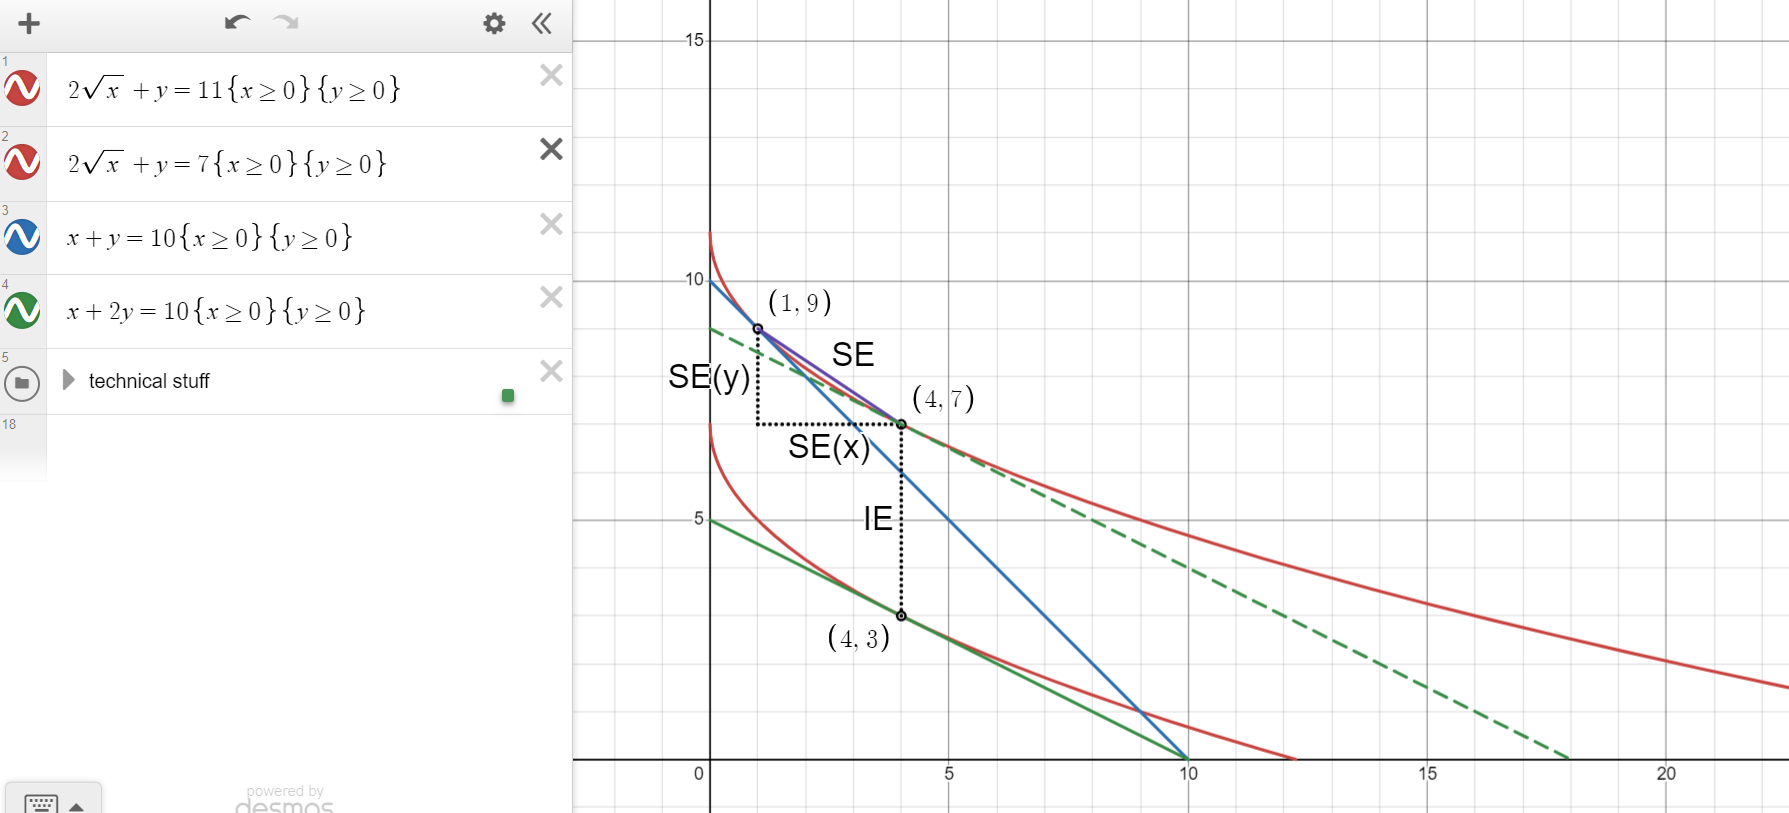 1
2√x + y = 11{x ≥ 0}{y ≥ 0}
2
2√x + y = 7{x ≥ 0}{y ≥ 0}
3
x + y = 10{x ≥ 0}{y ≥ 0}
4
x + 2y = 10{x ≥ 0}{y ≥ 0}
5
technical stuff
18
powered by
desmos
15
10
(1, 9)
SE
SE(y)
(4, 7)
SE(x)
IE
5
(4, 3)
0
5
10
15
20